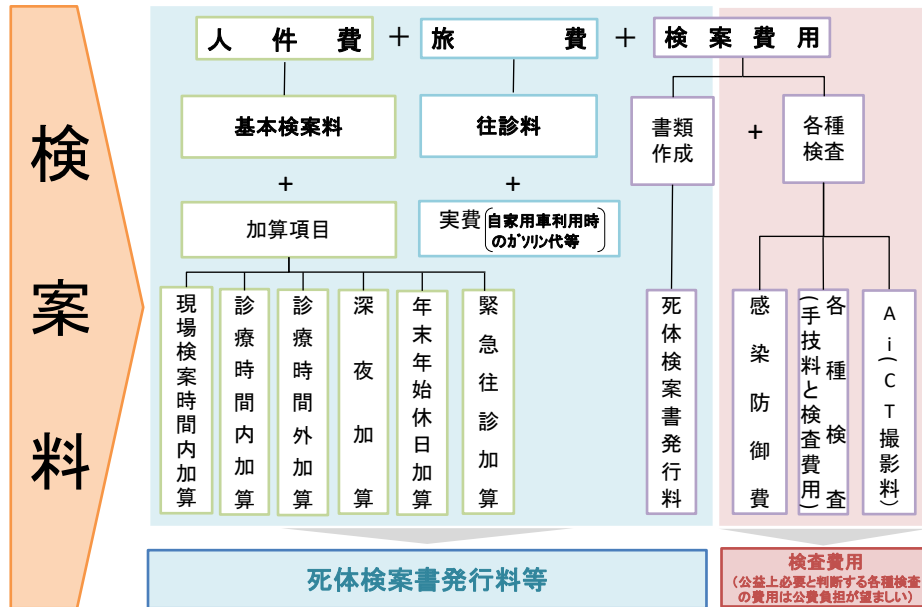 検案料
人件費 + 旅費 + 検案費用
基本検案料
往診料
書類
作成
+
各種
検査
+
+
加算項目
実費(自家用車利用時
のガソリン代等)
現場検案時間内加算
診療時間内加算
診療時間外加算
深夜加算
年末年始休日加算
緊急往診加算
死体検案書発行料
感染防御費
各種検査
(手技料と検査費用)
Ai(CT撮影料)
死体検案書発行料等
検査費用
(公益上必要と判断する各種検査
の費用は公費負担が望ましい)